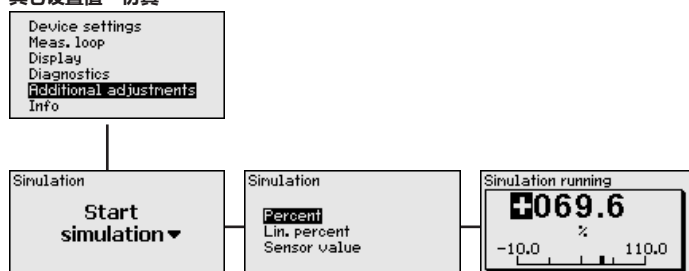 其它设置值 - 仿真
Device settings
Meas. loop
Display
Diagnostics
Additional adjustments
Info
Simulation
Start
simulation▼
Simulation
Percent
Lin. percent
Sensor value
Simulation running
+069.6
%
-10.0 110.0